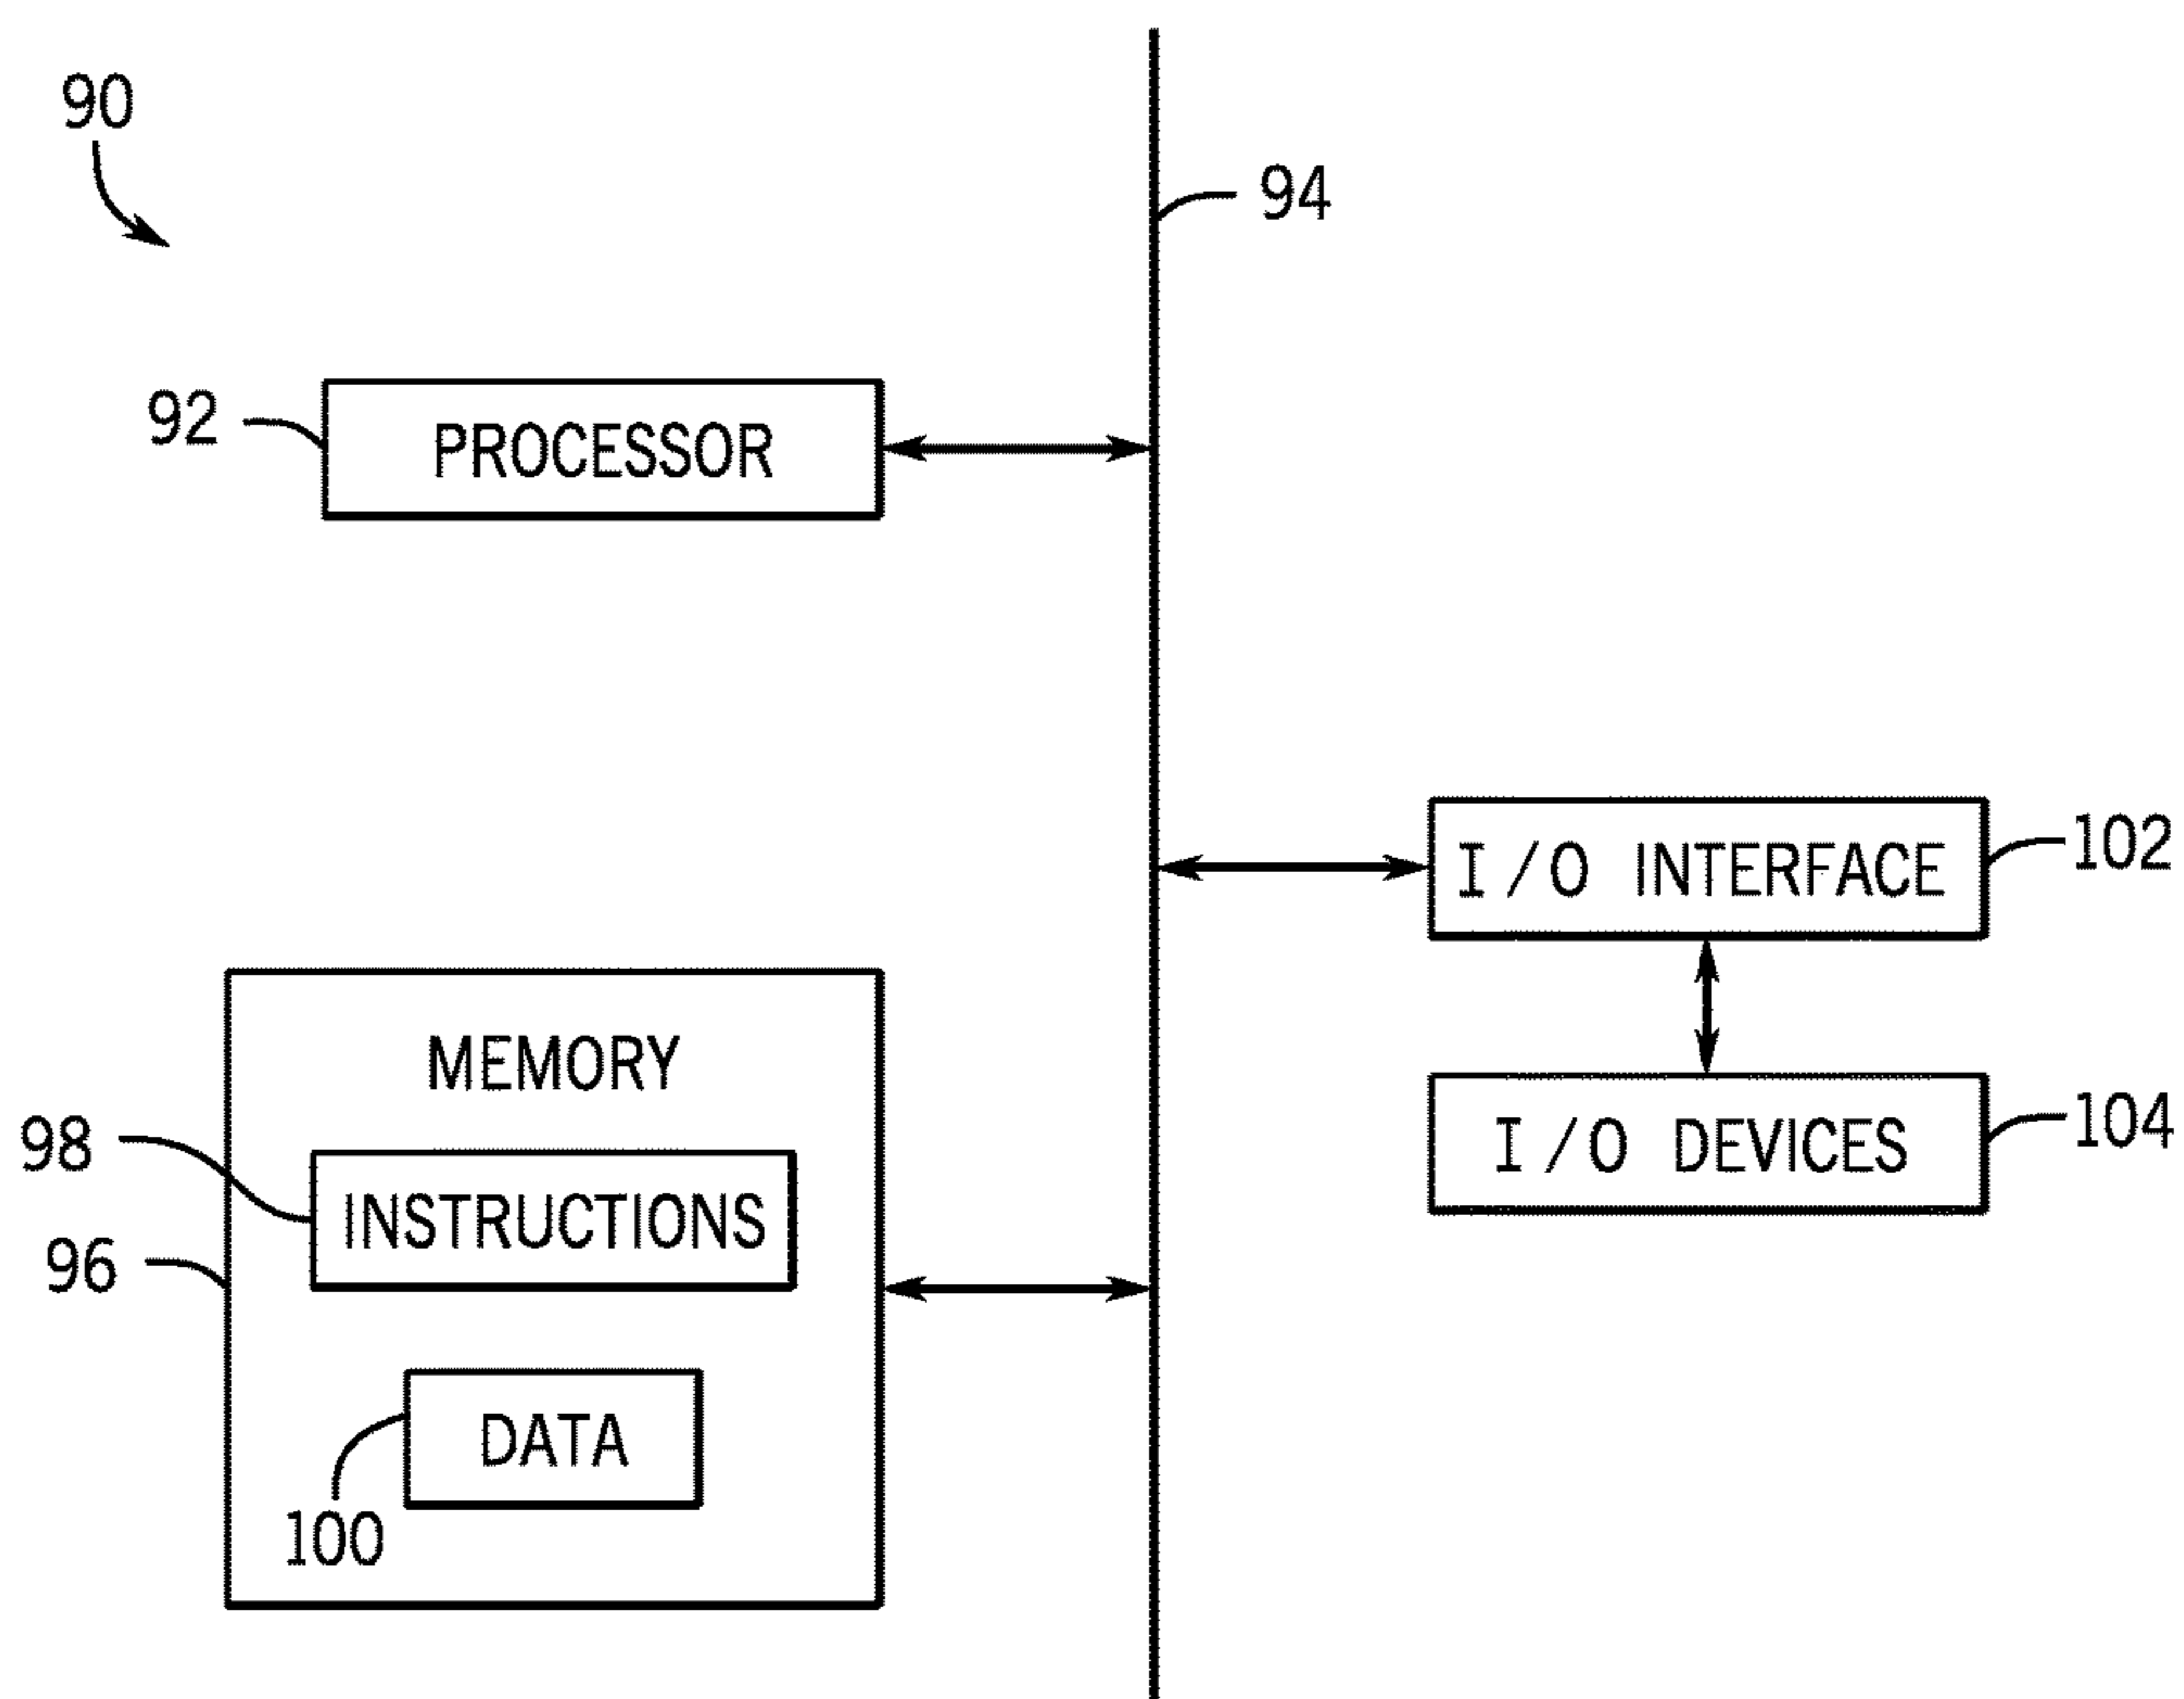 90
94
92
PROCESSOR
I/O INTERFACE
102
MEMORY
98
INSTRUCTIONS
I/O DEVICES
104
96
DATA
100